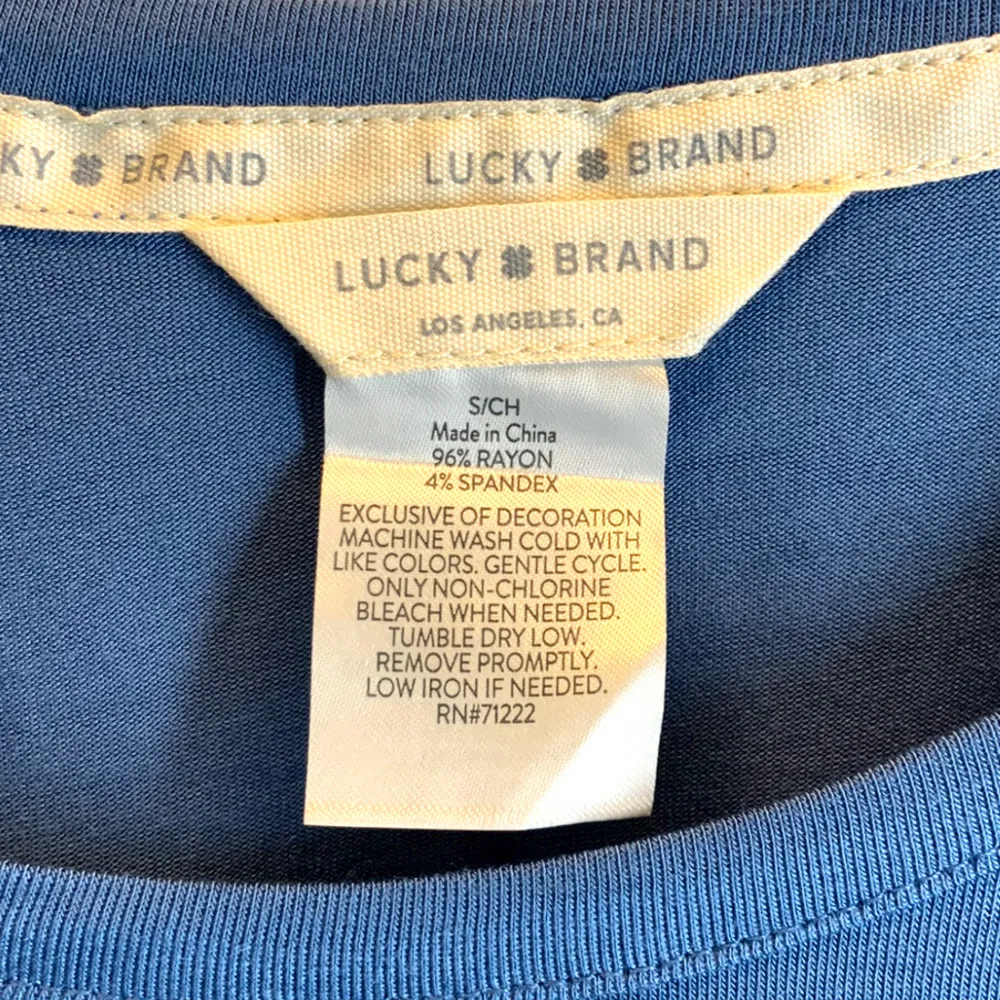 KY BRAND LUCKY BRAND
LUCKY BRAND
LOS ANGELES, CA
S/CH
Made in China
96% RAYON
4% SPANDEX
EXCLUSIVE OF DECORATION
MACHINE WASH COLD WITH
LIKE COLORS. GENTLE CYCLE.
ONLY NON-CHLORINE
BLEACH WHEN NEEDED.
TUMBLE DRY LOW.
REMOVE PROMPTLY.
LOW IRON IF NEEDED.
RN#71222